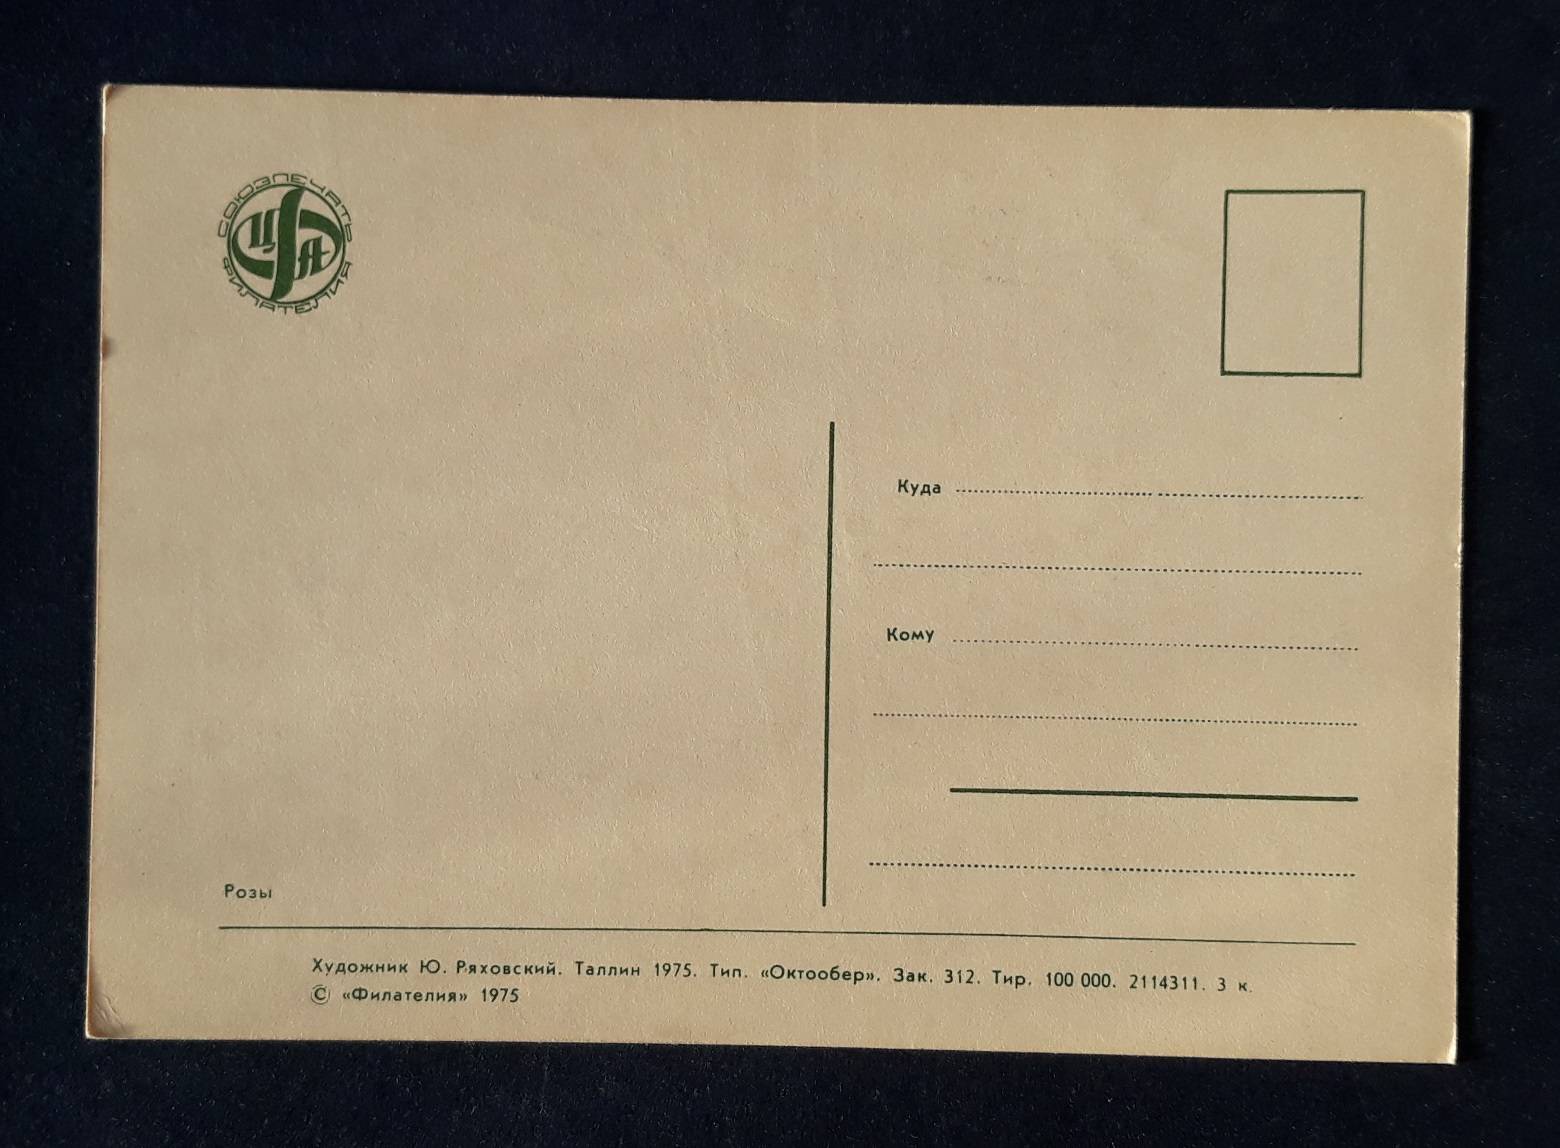 СОЮЗПЕЧАТЬ
ЦФА
ФИЛАТЕЛИЯ
Куда
Кому
Розы
Художник Ю. Ряховский. Таллин 1975. Тип. «Октообер». Зак. 312. Тир. 100 000. 2114311. 3 к.
© «Филателия» 1975